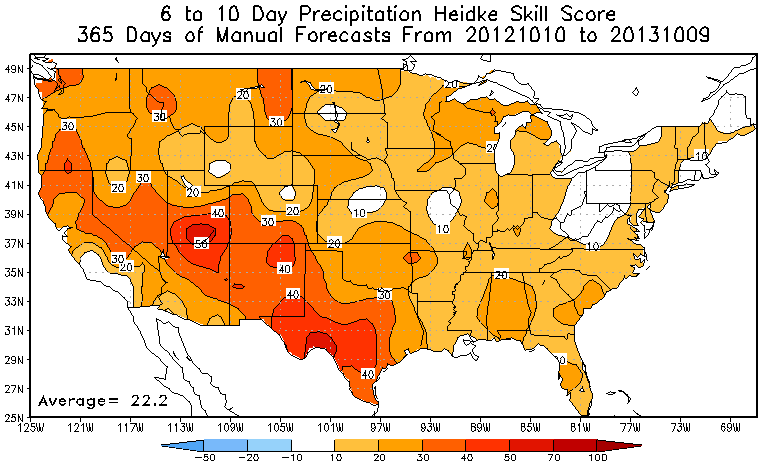 6 to 10 Day Precipitation Heidke Skill Score
365 Days of Manual Forecasts From 20121010 to 20131009
49N
47N
45N
43N
41N
39N
37N
35N
33N
31N
29N
27N
25N
20
20
20
30
30
30
20
10
30
20
20
20
10
10
40
30
50
20
10
30
20
40
40
30
20
40
Average= 22.2
125W 121W 117W 113W 109W 105W 101W 97W 93W 89W 85W 81W 77W 73W 69W
-50 -20 -10 10 20 30 40 50 70 100